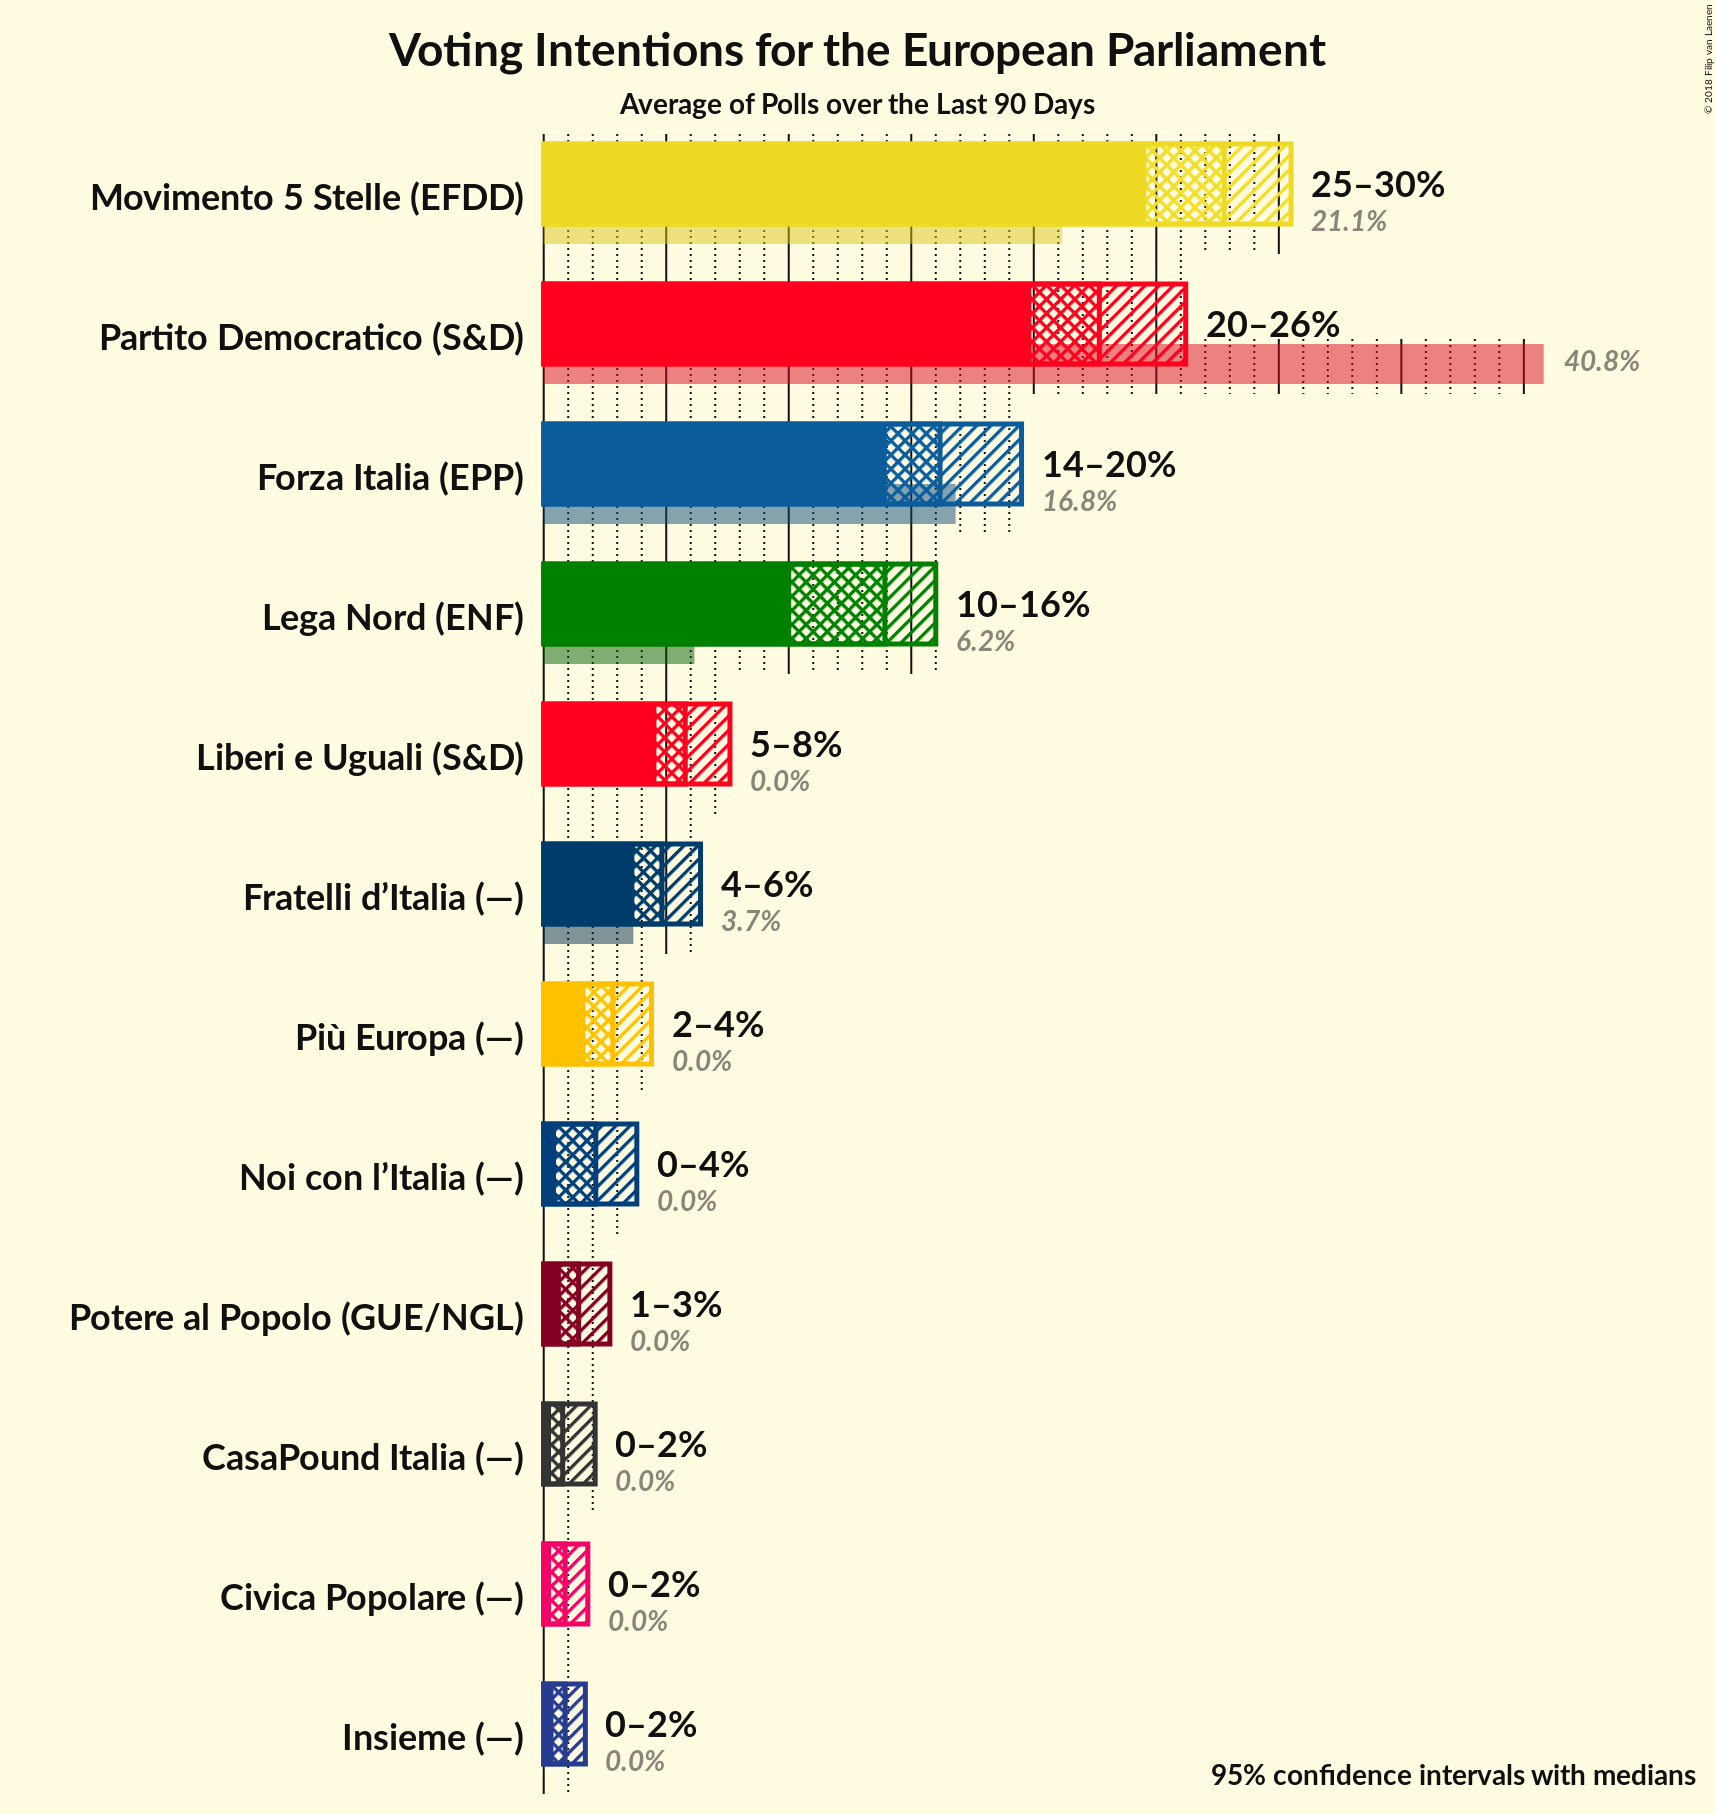 Voting Intentions for the European Parliament
Average of Polls over the Last 90 Days
© 2018 Filip van Laenen
Movimento 5 Stelle (EFDD)
25–30%
21.1%
Partito Democratico (S&D)
20–26%
40.8%
Forza Italia (EPP)
14–20%
16.8%
Lega Nord (ENF)
10–16%
6.2%
Liberi e Uguali (S&D)
5–8%
0.0%
Fratelli d’Italia (—)
4–6%
3.7%
Più Europa (—)
2–4%
0.0%
Noi con l’Italia (—)
0–4%
0.0%
Potere al Popolo (GUE/NGL)
1–3%
0.0%
CasaPound Italia (—)
0–2%
0.0%
Civica Popolare (—)
0–2%
0.0%
Insieme (—)
0–2%
0.0%
95% confidence intervals with medians